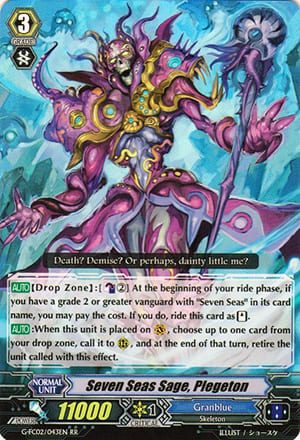 3
GRADE
Death? Demise? Or perhaps, dainty little me?
AUTO [Drop Zone]:[②] At the beginning of your ride phase, if
you have a grade 2 or greater vanguard with "Seven Seas" in its card
name, you may pay the cost. If you do, ride this card as [ ].
AUTO:When this unit is placed on , choose up to one card from
your drop zone, call it to , and at the end of that turn, retire the
unit called with this effect.
NORMAL
UNIT
Seven Seas Sage, Plegeton
POWER
11000
1
CRITICAL
Granblue
Skeleton
G-FC02/043EN RR
ILLUST / ショースケ